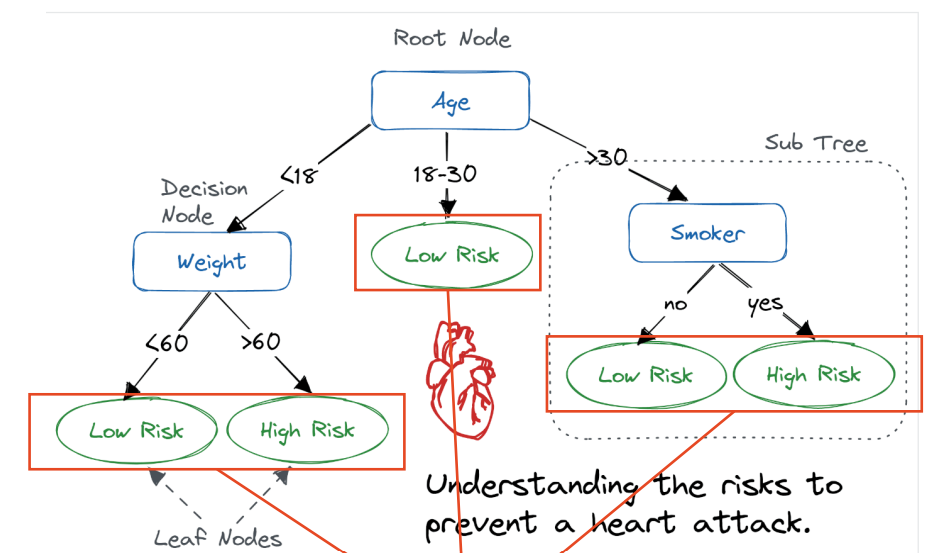 Root Node
Age
Sub Tree
<18
18-30
>30
Decision
Node
Weight
Low Risk
Smoker
no
yes
<60
>60
Low Risk
High Risk
Low Risk
High Risk
Leaf Nodes
Understanding the risks to
prevent a heart attack.